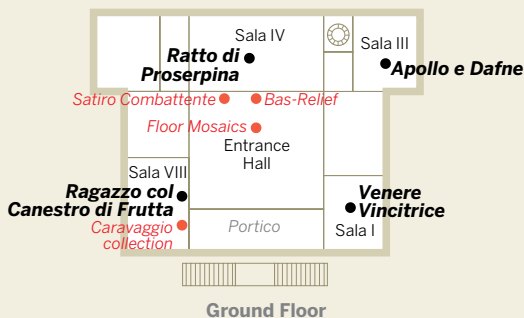 Sala IV
Ratto di
Proserpina
Sala III
Apollo e Dafne
Satiro Combattente
Bas-Relief
Floor Mosaics
Entrance
Hall
Sala VIII
Ragazzo col
Canestro di Frutta
Caravaggio
collection
Venere
Vincitrice
Sala I
Portico
Ground Floor